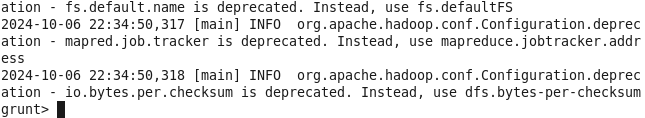 ation - fs.default.name is deprecated. Instead, use fs.defaultFS
2024-10-06 22:34:50,317 [main] INFO  org.apache.hadoop.conf.Configuration.deprec
ation - mapred.job.tracker is deprecated. Instead, use mapreduce.jobtracker.addr
ess
2024-10-06 22:34:50,318 [main] INFO  org.apache.hadoop.conf.Configuration.deprec
ation - io.bytes.per.checksum is deprecated. Instead, use dfs.bytes-per-checksum
grunt>